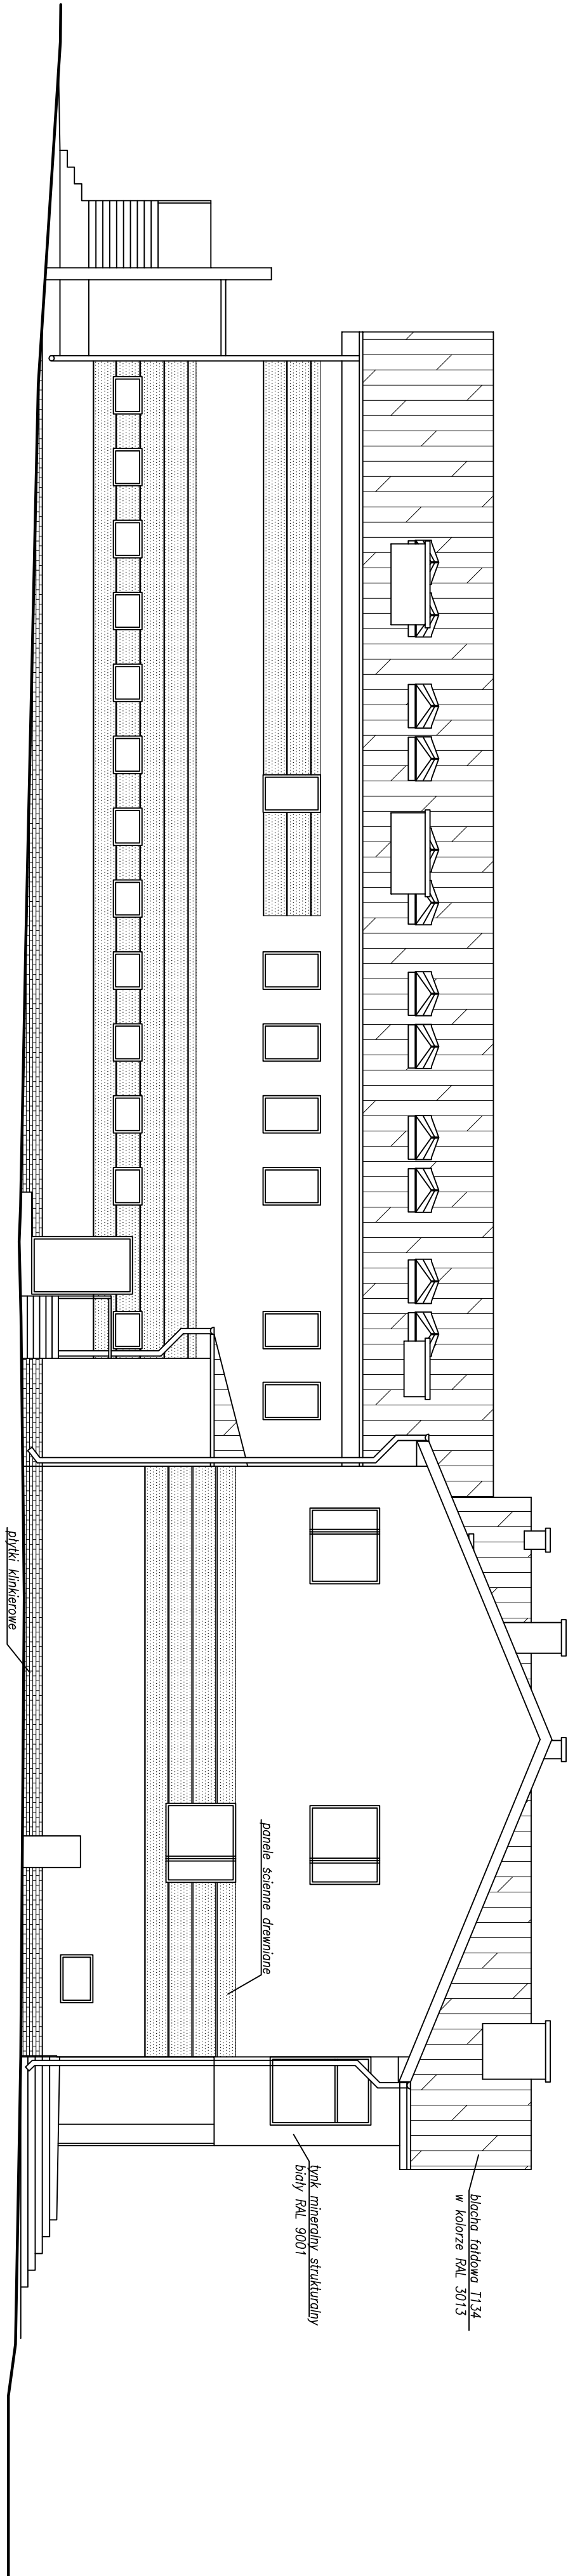 płytki klinkierowe
panele ścienne drewniane
tynk mineralny strukturalny
biały RAL 9001
blacha fałdowa T134
w kolorze RAL 3013